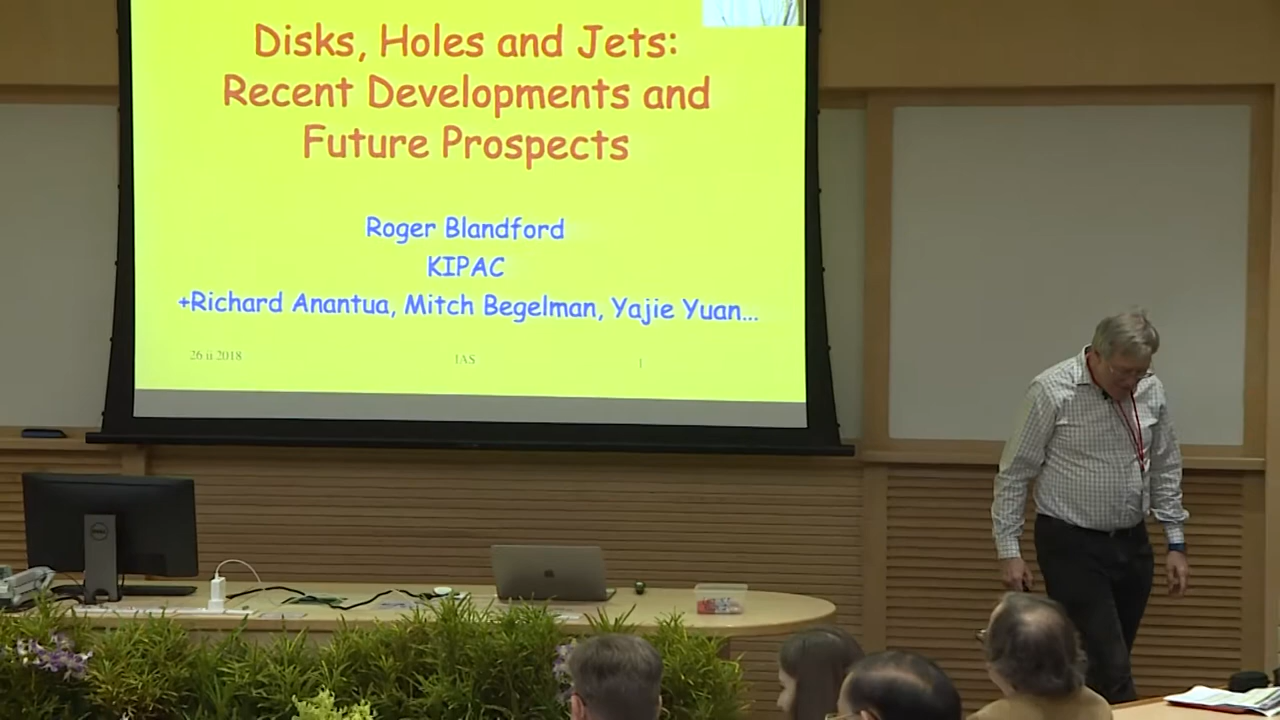 Disks, Holes and Jets:
Recent Developments and
Future Prospects
Roger Blandford
KIPAC
+Richard Anantua, Mitch Begelman, Yajie Yuan...
26 ii 2018
IAS
1
DELL